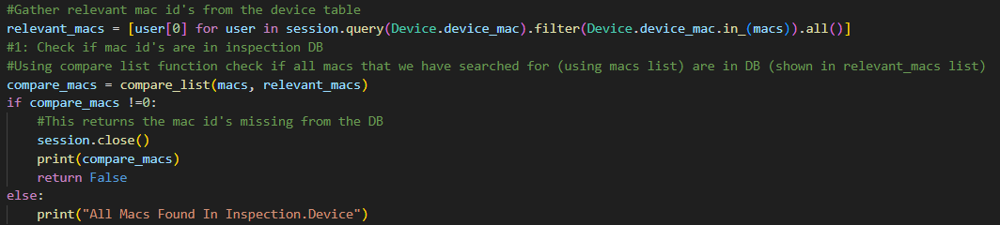 #Gather relevant mac id's from the device table
relevant_macs = [user[0] for user in session.query(Device.device_mac).filter(Device.device_mac.in_(macs)).all()]
#1: Check if mac id's are in inspection DB
#Using compare list function check if all macs that we have searched for (using macs list) are in DB (shown in relevant_macs list)
compare_macs = compare_list(macs, relevant_macs)
if compare_macs !=0:
    #This returns the mac id's missing from the DB
    session.close()
    print(compare_macs)
    return False
else:
    print("All Macs Found In Inspection.Device")